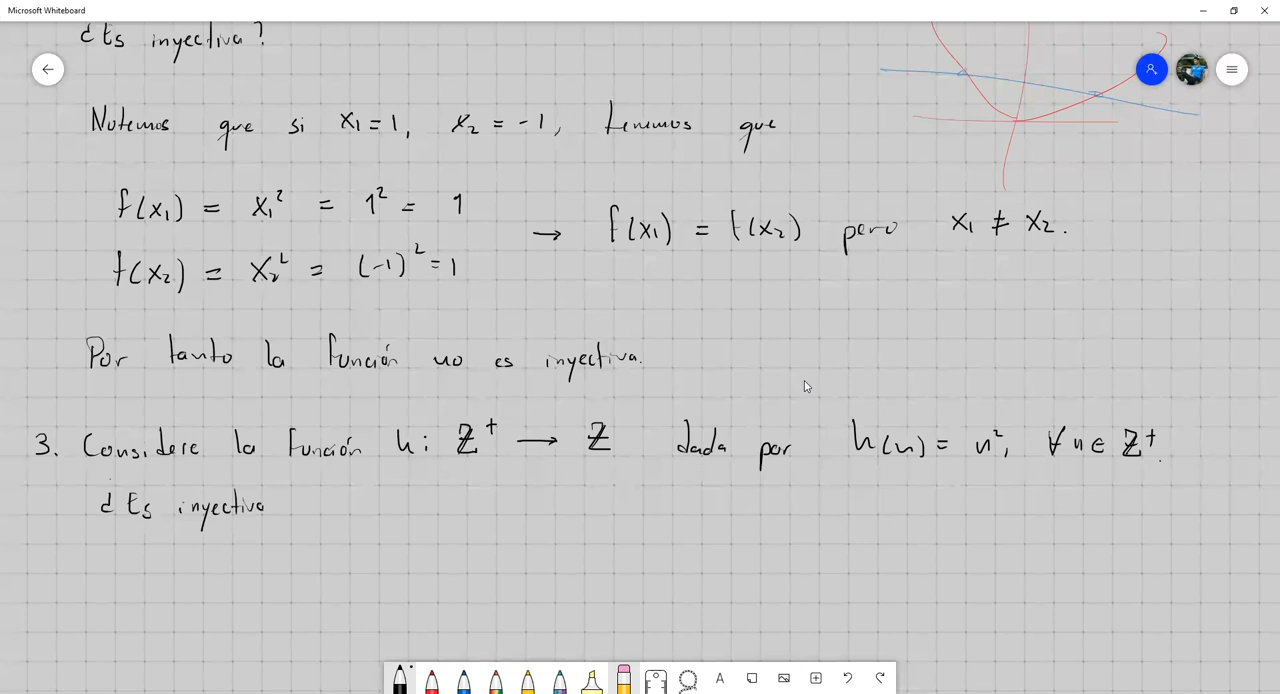 Microsoft Whiteboard
¿Es inyectiva?
Notemos que si x₁ = 1, x₂ = -1, tenemos que
f(x₁) = x₁² = 1² = 1
f(x₂) = x₂² = (-1)² = 1
→ f(x₁) = f(x₂) pero x₁ ≠ x₂.
Por tanto la función no es inyectiva.
3. Considere la función h: ℤ⁺ → ℤ dada por h(n) = n², ∀ n ∈ ℤ⁺.
¿Es inyectiva
A